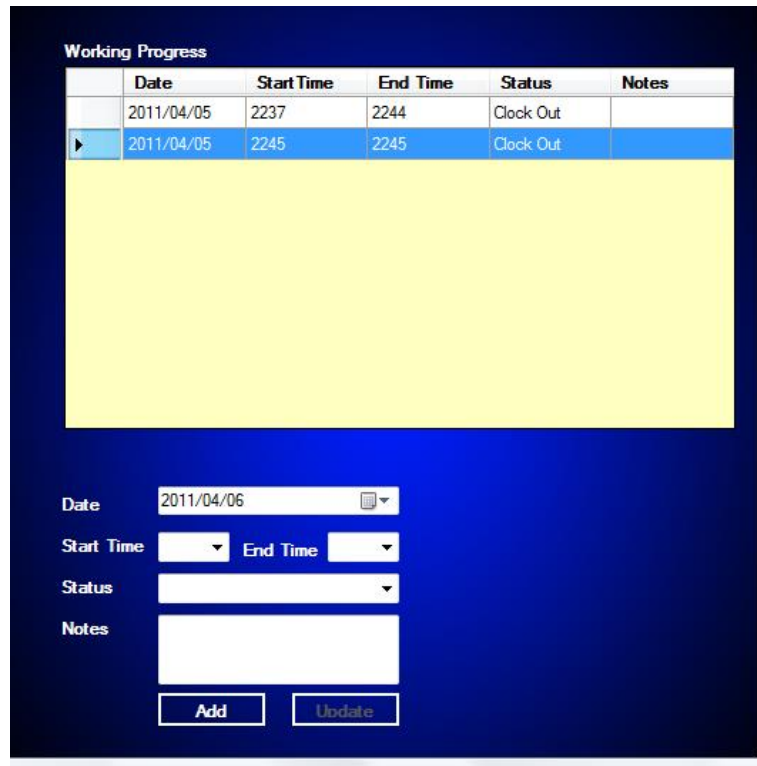 Working Progress
Date Start Time End Time Status Notes
2011/04/05 2237 2244 Clock Out
2011/04/05 2245 2245 Clock Out
Date 2011/04/06
Start Time End Time
Status
Notes
Add Update